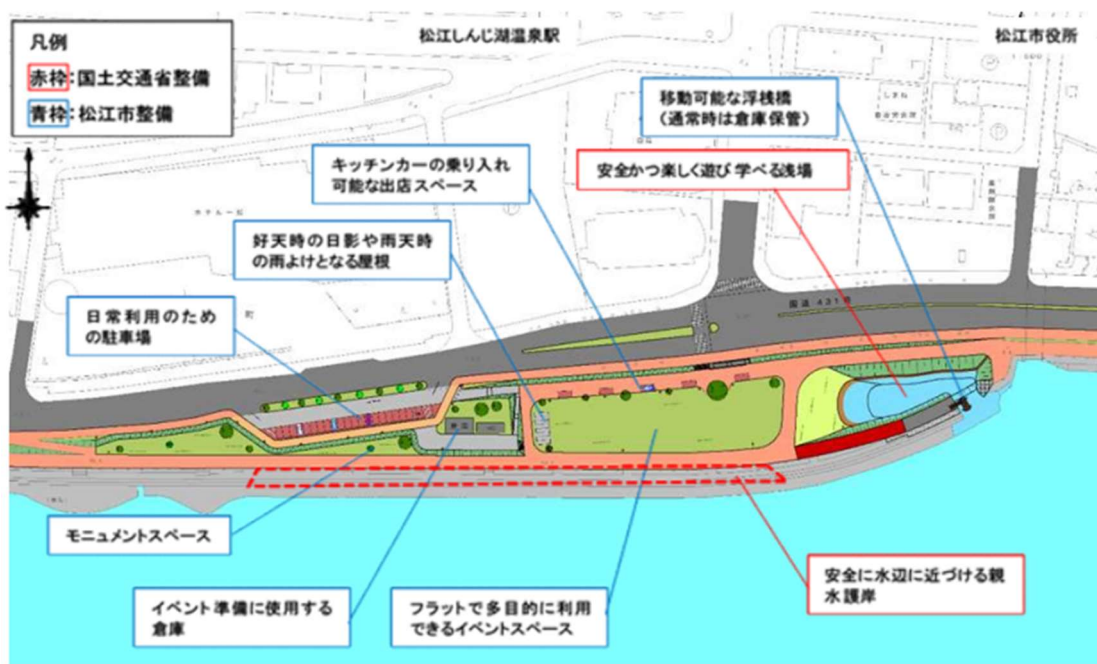 凡例
赤枠:国土交通省整備
青枠:松江市整備
松江しんじ湖温泉駅
松江市役所
移動可能な浮桟橋
(通常時は倉庫保管)
キッチンカーの乗り入れ
可能な出店スペース
安全かつ楽しく遊び 学べる浅場
好天時の日影や雨天時
の雨よけとなる屋根
日常利用のため
の駐車場
町
国道 431号
モニュメントスペース
イベント準備に使用する
倉庫
フラットで多目的に利用
できるイベントスペース
安全に水辺に近づける親
水護岸